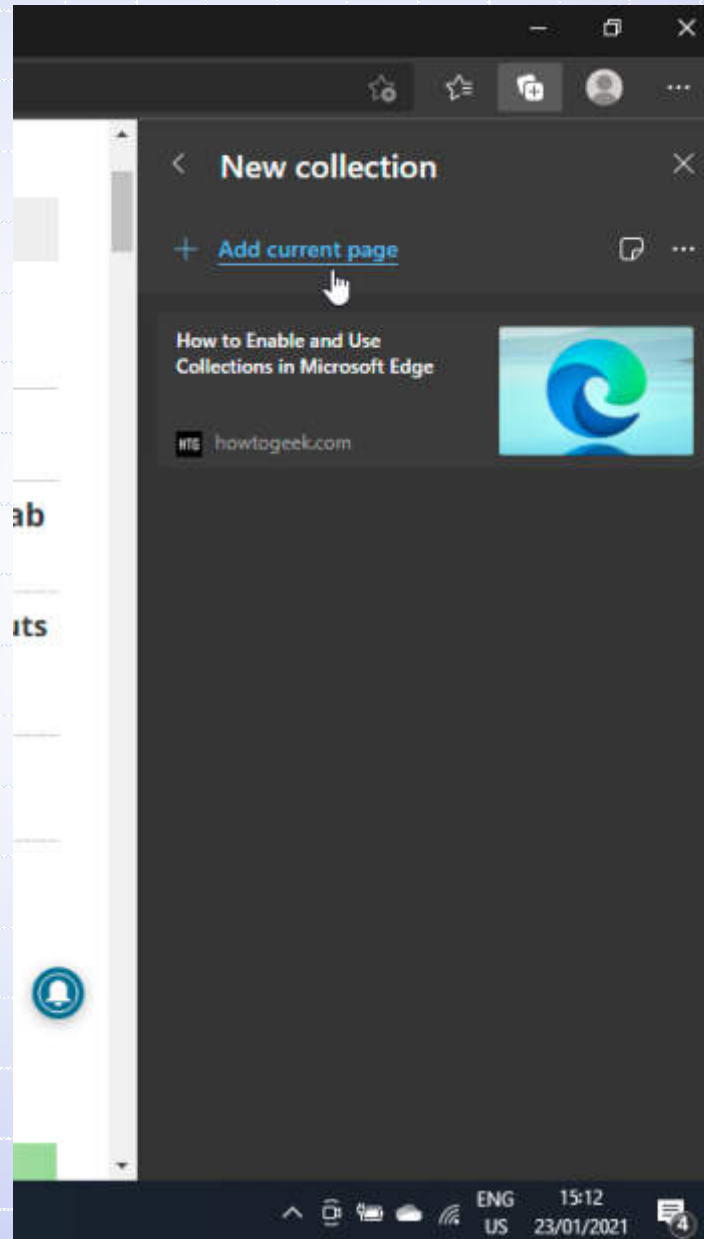 New collection
Add current page
How to Enable and Use
Collections in Microsoft Edge
HTG howtogeek.com
ab
uts
ENG 15:12
US 23/01/2021
4